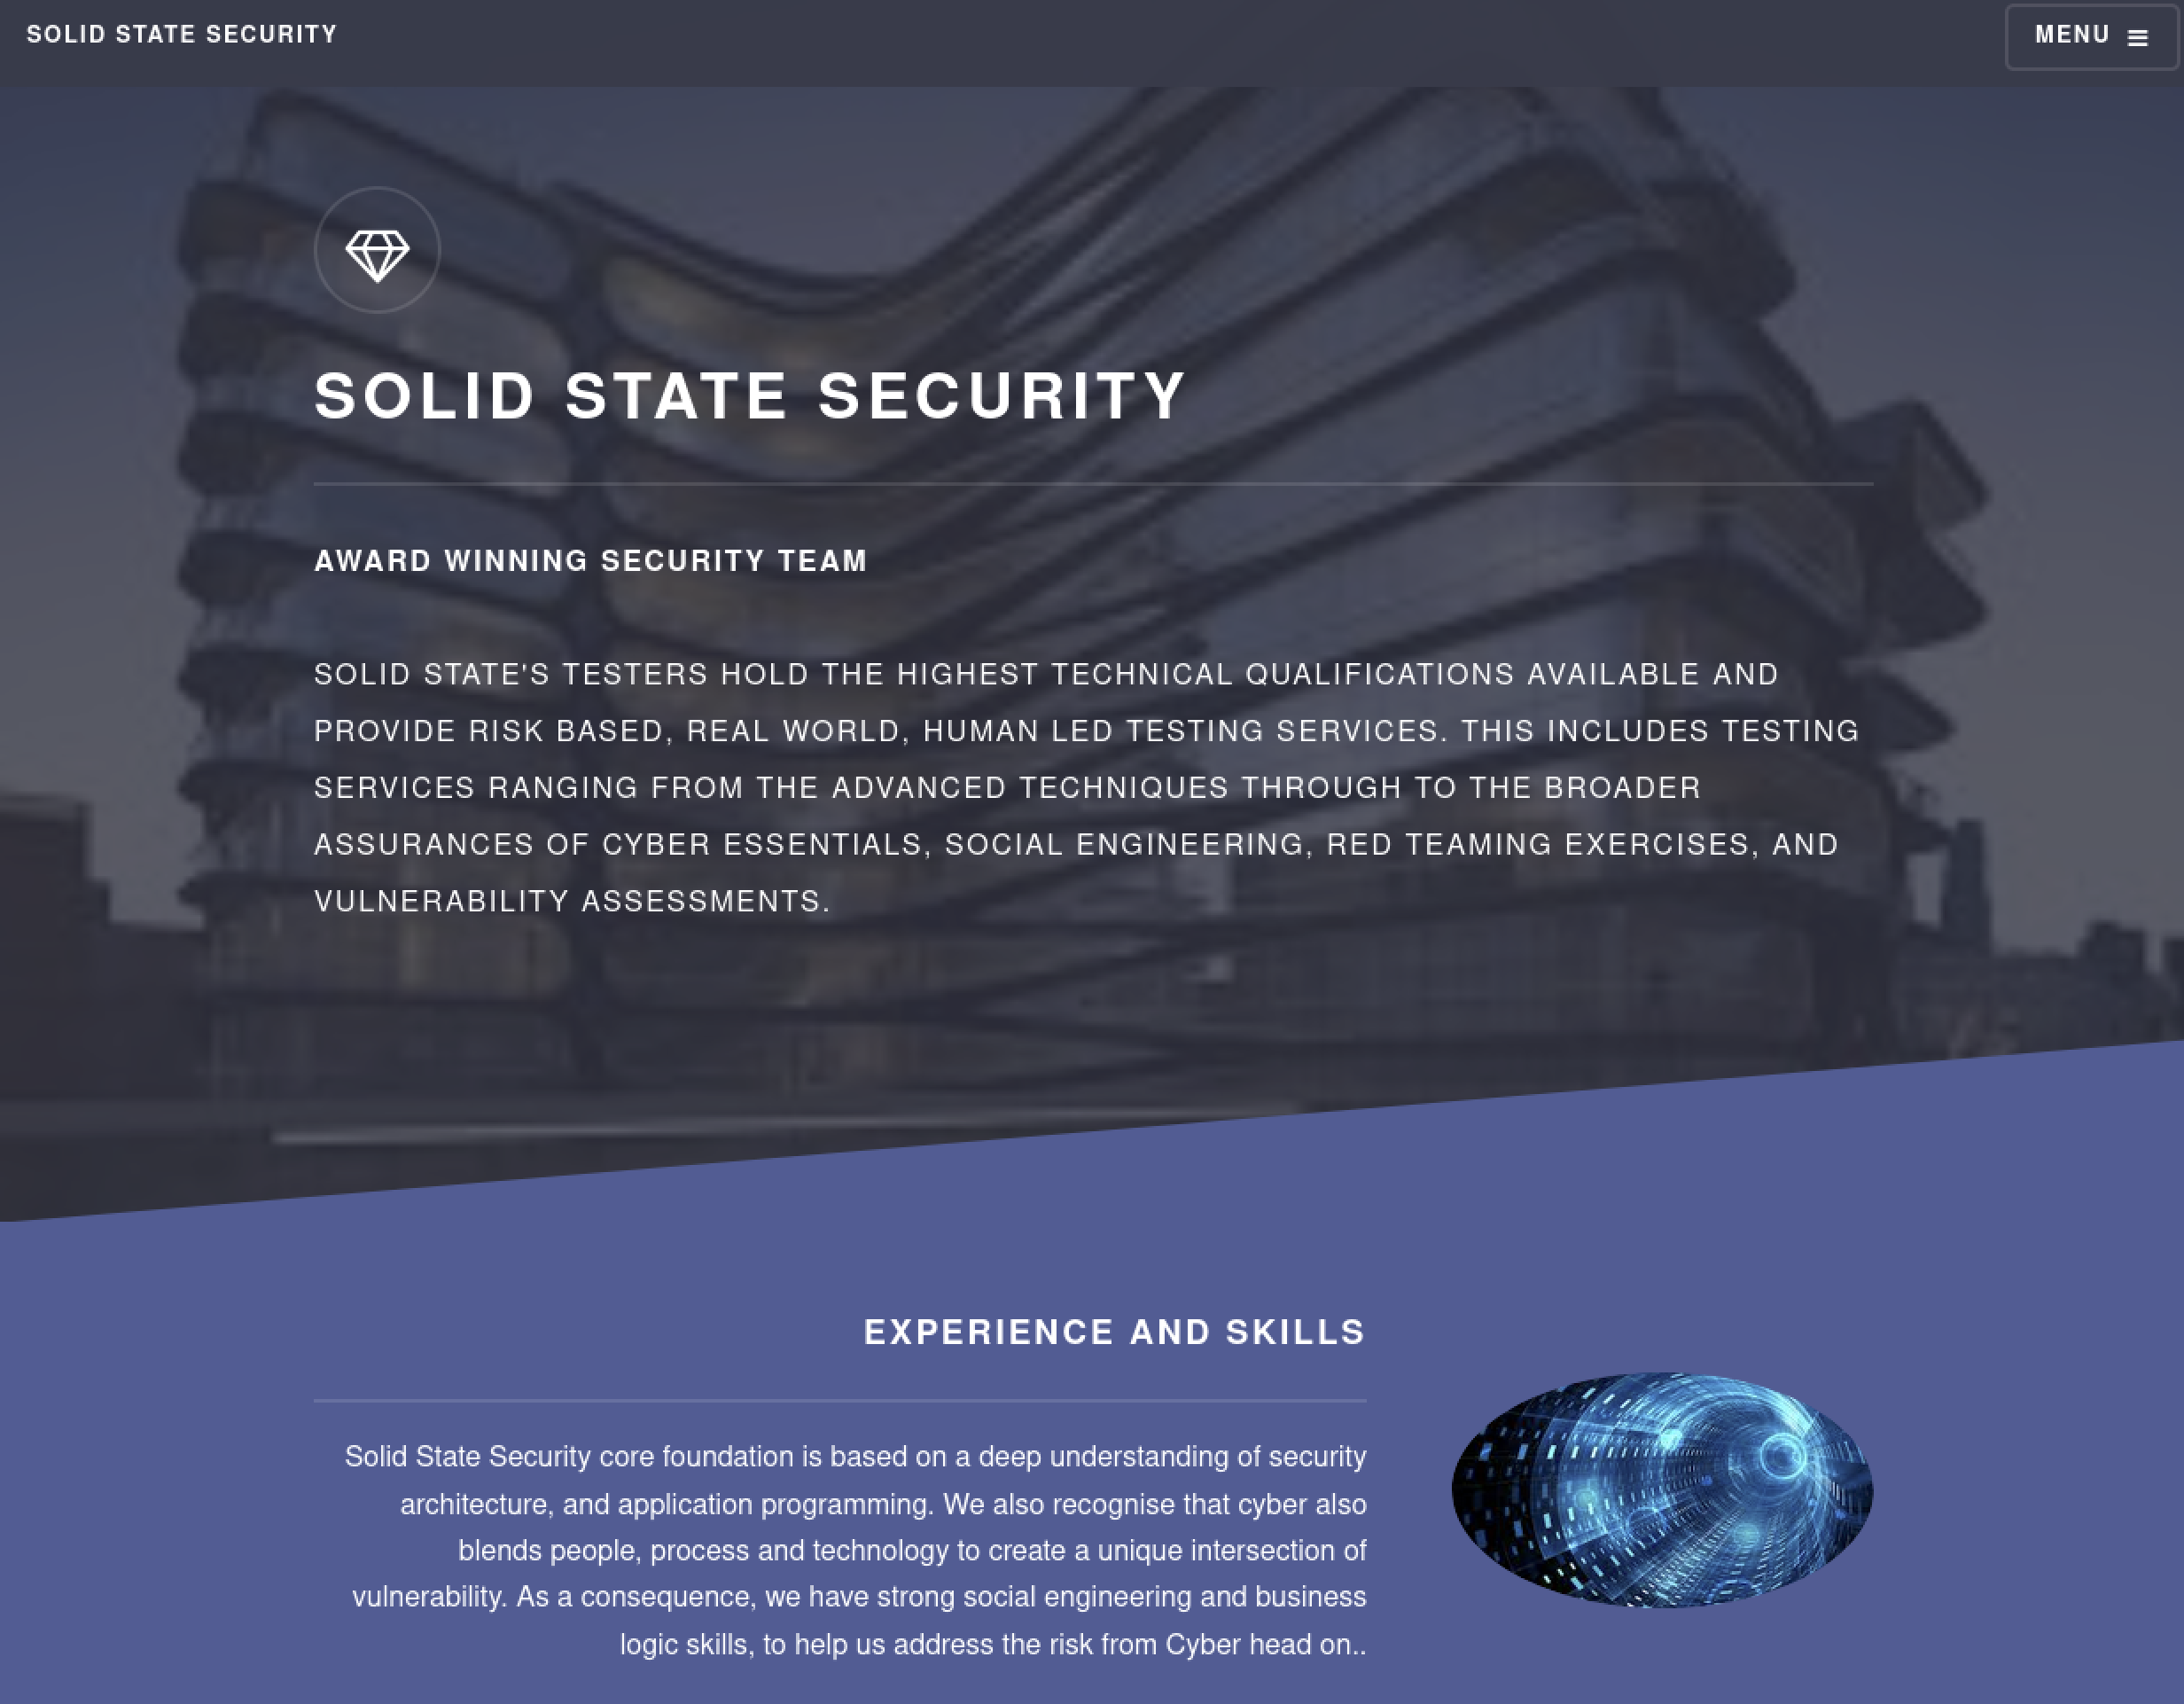 SOLID STATE SECURITY
MENU
SOLID STATE SECURITY
AWARD WINNING SECURITY TEAM
SOLID STATE'S TESTERS HOLD THE HIGHEST TECHNICAL QUALIFICATIONS AVAILABLE AND
PROVIDE RISK BASED, REAL WORLD, HUMAN LED TESTING SERVICES. THIS INCLUDES TESTING
SERVICES RANGING FROM THE ADVANCED TECHNIQUES THROUGH TO THE BROADER
ASSURANCES OF CYBER ESSENTIALS, SOCIAL ENGINEERING, RED TEAMING EXERCISES, AND
VULNERABILITY ASSESSMENTS.
EXPERIENCE AND SKILLS
Solid State Security core foundation is based on a deep understanding of security
architecture, and application programming. We also recognise that cyber also
blends people, process and technology to create a unique intersection of
vulnerability. As a consequence, we have strong social engineering and business
logic skills, to help us address the risk from Cyber head on..